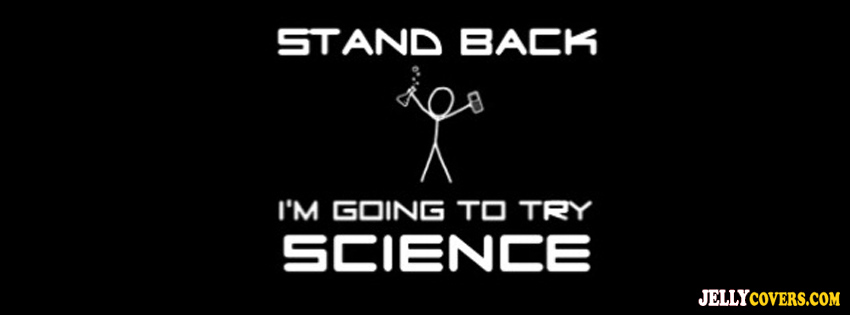 STAND BACK
I'M GOING TO TRY
SCIENCE
JELLYCOVERS.COM